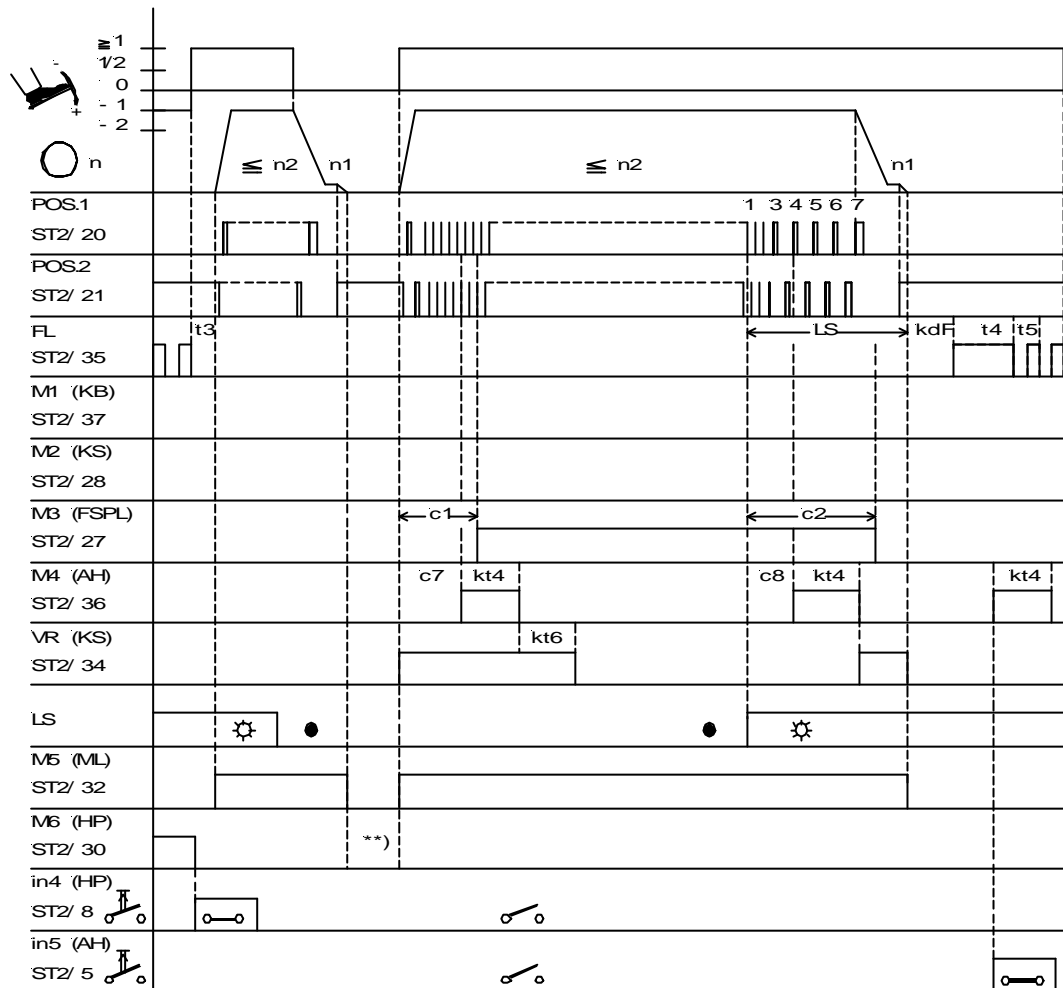 ≧ 1
- 1/2
0
- 1
+ - 2
n ≦ n2 n1 ≦ n2 n1
POS.1 1 3 4 5 6 7
ST2/ 20
POS.2
ST2/ 21
FL t3 LS kdF t4 t5
ST2/ 35
M1 (KB)
ST2/ 37
M2 (KS)
ST2/ 28
M3 (FSPL) c1 c2
ST2/ 27
M4 (AH) c7 kt4 c8 kt4 kt4
ST2/ 36
VR (KS) kt6
ST2/ 34
LS
M5 (ML)
ST2/ 32
M6 (HP)
ST2/ 30 **)
in4 (HP)
ST2/ 8
in5 (AH)
ST2/ 5